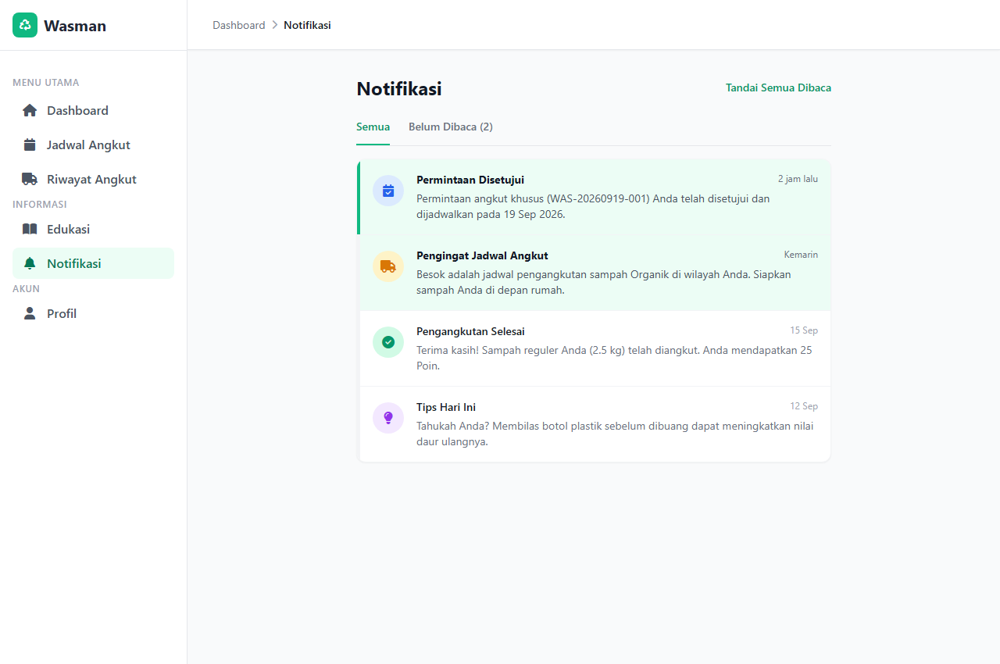 Wasman
Dashboard
Notifikasi
MENU UTAMA
Dashboard
Jadwal Angkut
Riwayat Angkut
INFORMASI
Edukasi
Notifikasi
AKUN
Profil
Notifikasi
Tandai Semua Dibaca
Semua
Belum Dibaca (2)
Permintaan Disetujui
2 jam lalu
Permintaan angkut khusus (WAS-20260919-001) Anda telah disetujui dan
dijadwalkan pada 19 Sep 2026.
Pengingat Jadwal Angkut
Kemarin
Besok adalah jadwal pengangkutan sampah Organik di wilayah Anda. Siapkan
sampah Anda di depan rumah.
Pengangkutan Selesai
15 Sep
Terima kasih! Sampah reguler Anda (2.5 kg) telah diangkut. Anda mendapatkan 25
Poin.
Tips Hari Ini
12 Sep
Tahukah Anda? Membilas botol plastik sebelum dibuang dapat meningkatkan nilai
daur ulangnya.